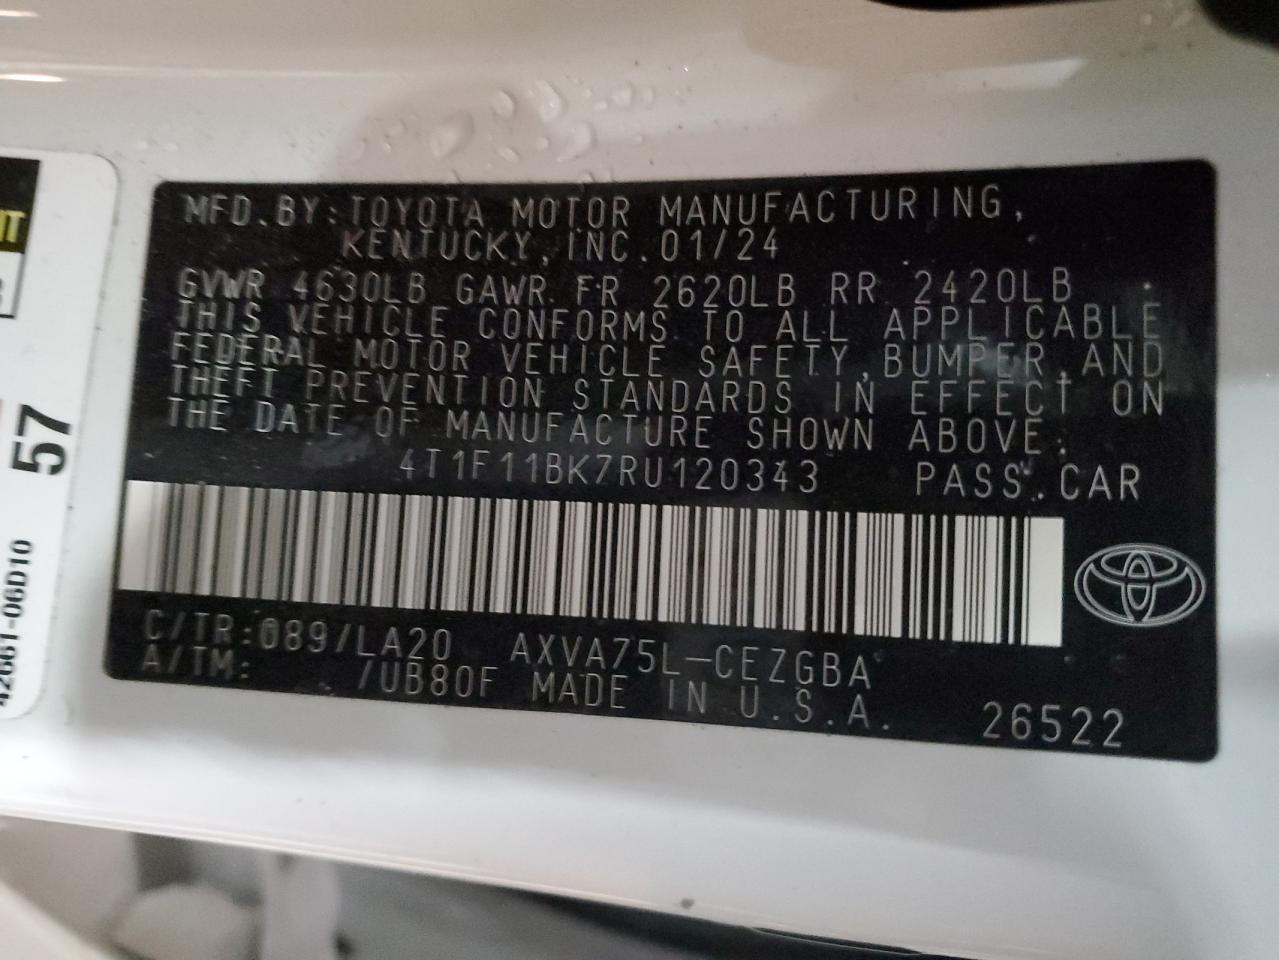 MFD.BY:TOYOTA MOTOR MANUFACTURING,
KENTUCKY,INC.01/24
GVWR 4630LB GAWR FR 2620LB RR 2420LB
THIS VEHICLE CONFORMS TO ALL APPLICABLE
FEDERAL MOTOR VEHICLE SAFETY,BUMPER,AND
THEFT PREVENTION STANDARDS IN EFFECT ON
THE DATE OF MANUFACTURE SHOWN ABOVE.
4T1F11BK7RU120343 PASS.CAR
C/TR:089/LA20 AXVA75L-CEZGBA
A/TM: /UB80F MADE IN U.S.A. 26522
57
42661-06D10